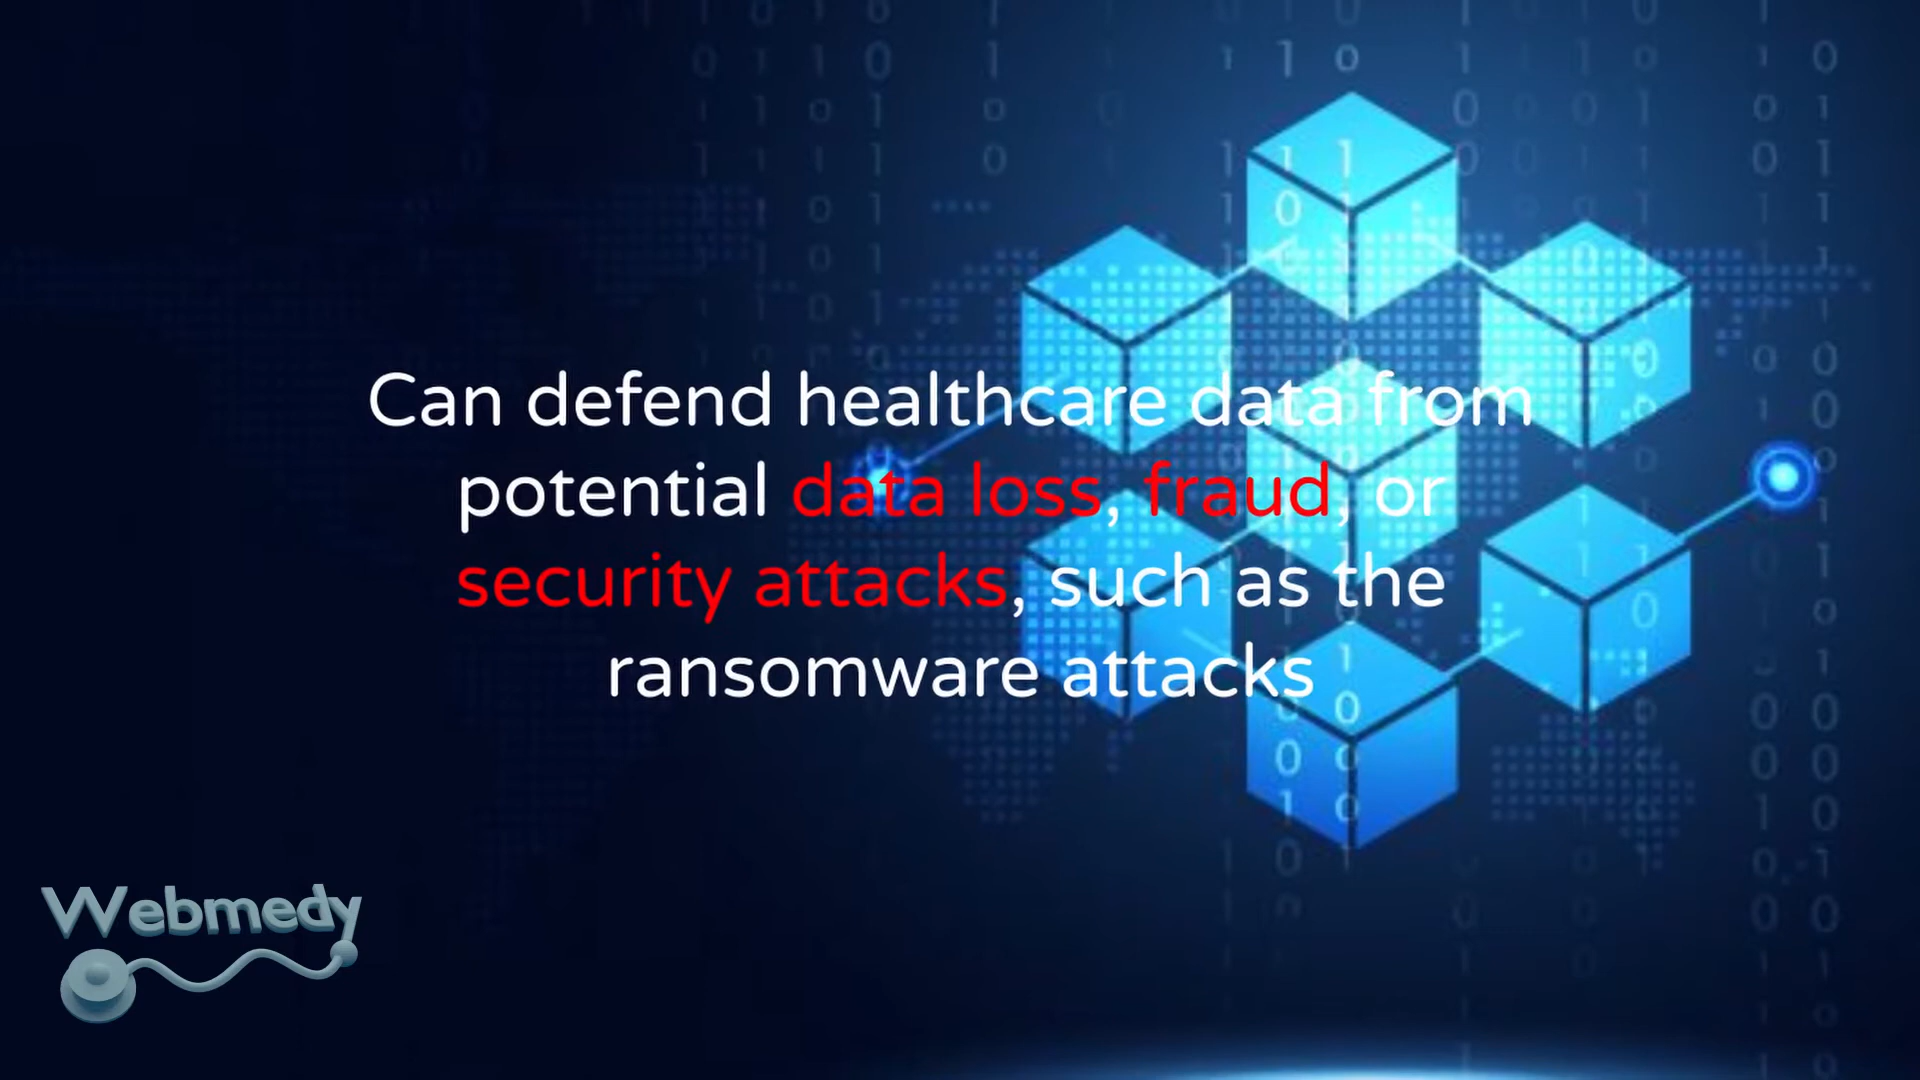 Can defend healthcare data from
potential data loss, fraud, or
security attacks, such as the
ransomware attacks
Webmedy